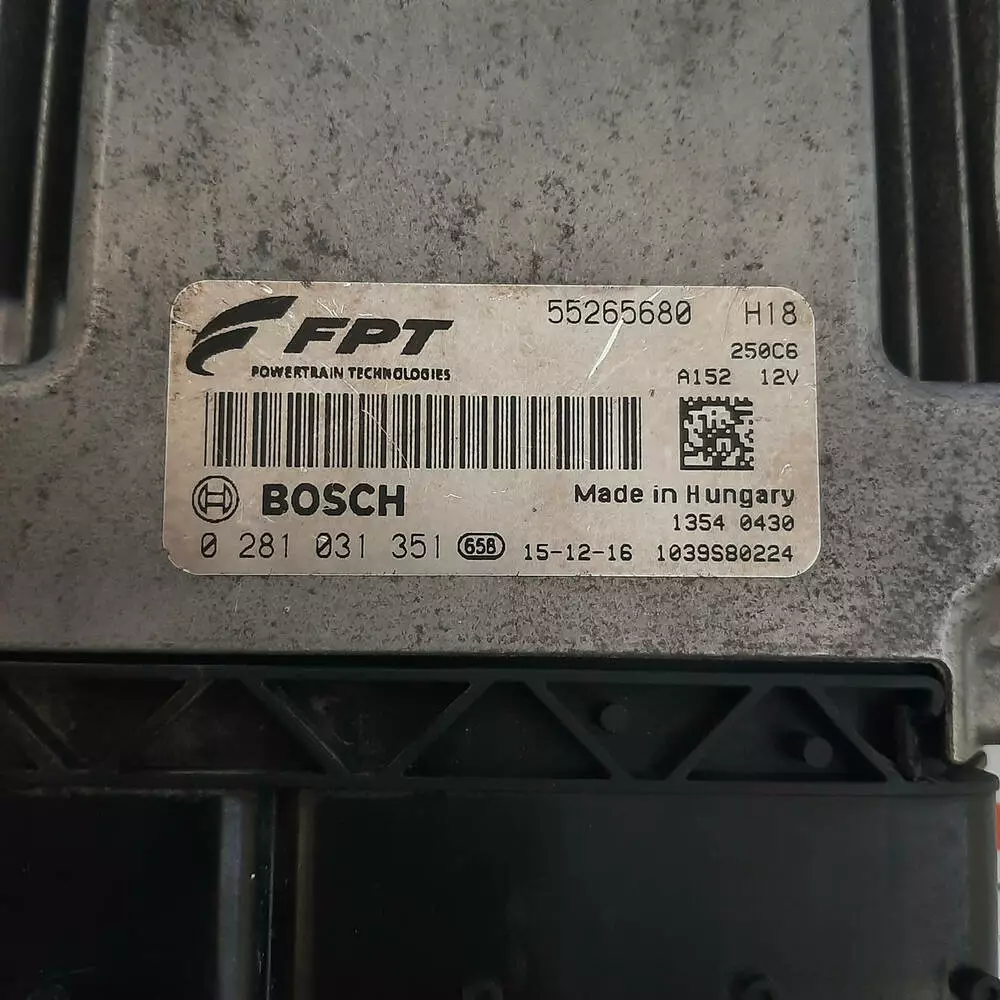 FPT 55265680 H18
POWERTRAIN TECHNOLOGIES 250C6
A152 12V
BOSCH Made in Hungary
1354 0430
0 281 031 351 65B 15-12-16 1039S80224